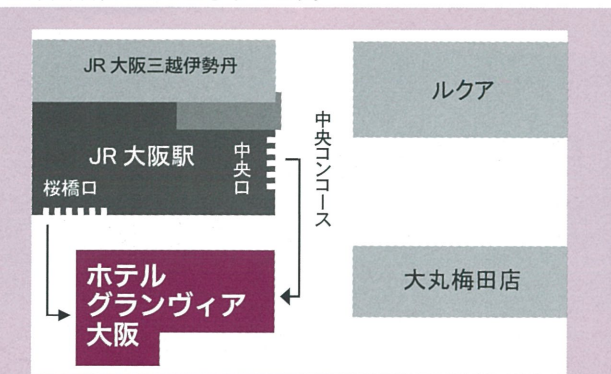 JR 大阪三越伊勢丹
ルクア
JR 大阪駅
中央口
桜橋口
中央コンコース
ホテル
グランヴィア
大阪
大丸梅田店